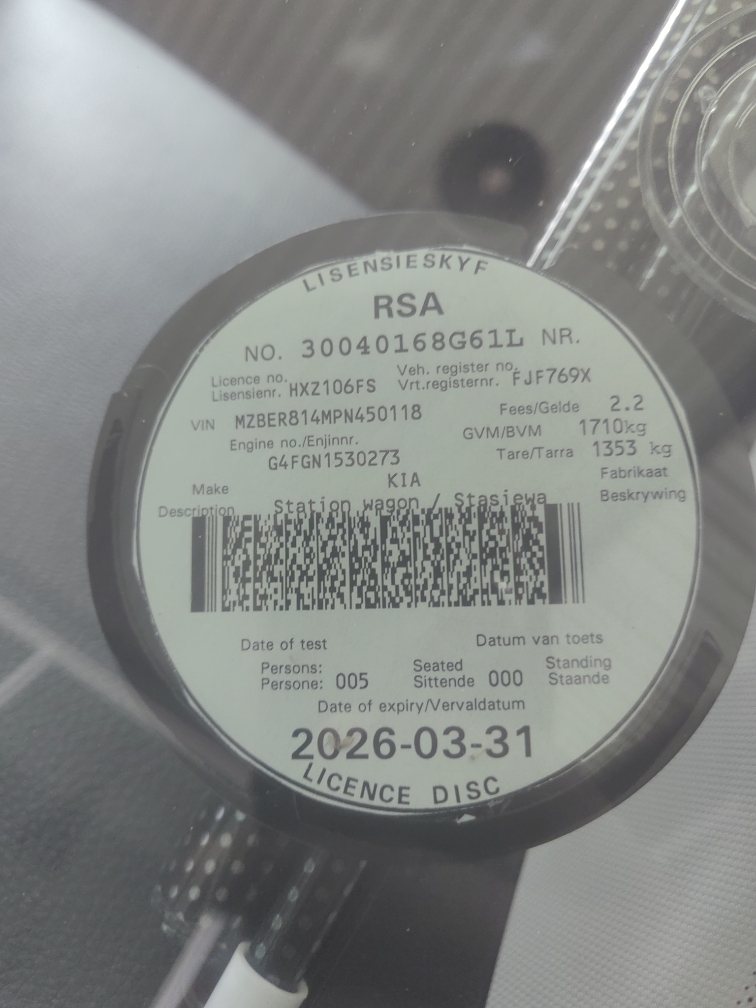 LISENSIESKYF
RSA
NO. 30040168G61L NR.
Licence no. Veh. register no.
Lisensienr. HXZ106FS Vrt.registernr. FJF769X
VIN MZBER814MPN450118 Fees/Gelde 2.2
Engine no./Enjinnr. GVM/BVM 1710kg
G4FGN1530273 Tare/Tarra 1353 kg
Make KIA Fabrikaat
Description Station wagon / Stasiewa Beskrywing
Date of test Datum van toets
Persons: Seated Standing
Persone: 005 Sittende 000 Staande
Date of expiry/Vervaldatum
2026-03-31
LICENCE DISC